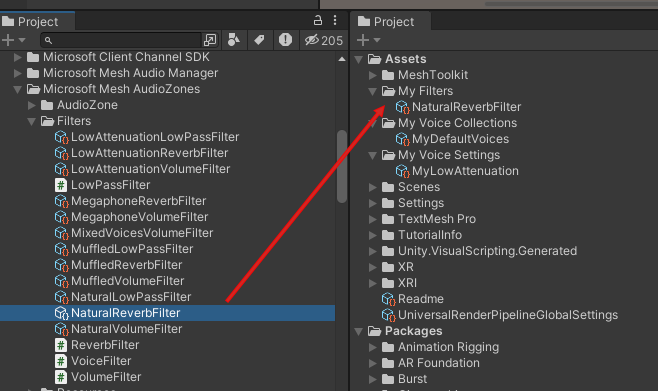 Project
205
Microsoft Client Channel SDK
Microsoft Mesh Audio Manager
Microsoft Mesh AudioZones
AudioZone
Filters
LowAttenuationLowPassFilter
LowAttenuationReverbFilter
LowAttenuationVolumeFilter
LowPassFilter
MegaphoneReverbFilter
MegaphoneVolumeFilter
MixedVoicesVolumeFilter
MuffledLowPassFilter
MuffledReverbFilter
MuffledVolumeFilter
NaturalLowPassFilter
NaturalReverbFilter
NaturalVolumeFilter
ReverbFilter
VoiceFilter
VolumeFilter
Project
Assets
MeshToolkit
My Filters
NaturalReverbFilter
My Voice Collections
MyDefaultVoices
My Voice Settings
MyLowAttenuation
Scenes
Settings
TextMesh Pro
TutorialInfo
Unity.VisualScripting.Generated
XR
XRI
Readme
UniversalRenderPipelineGlobalSettings
Packages
Animation Rigging
AR Foundation
Burst